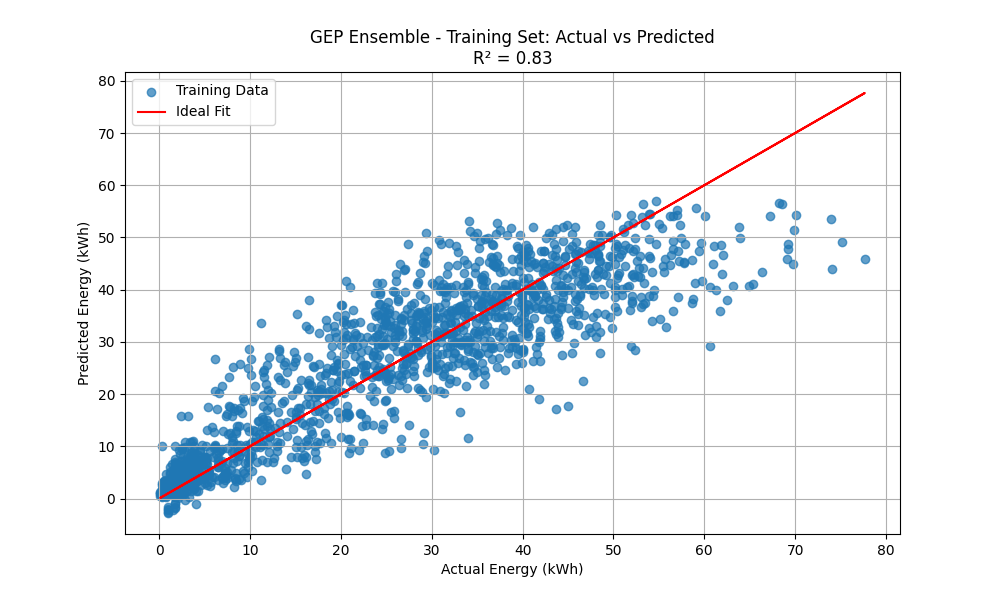 GEP Ensemble - Training Set: Actual vs Predicted
R² = 0.83
Training Data
Ideal Fit
Predicted Energy (kWh)
80
70
60
50
40
30
20
10
0
0 10 20 30 40 50 60 70 80
Actual Energy (kWh)